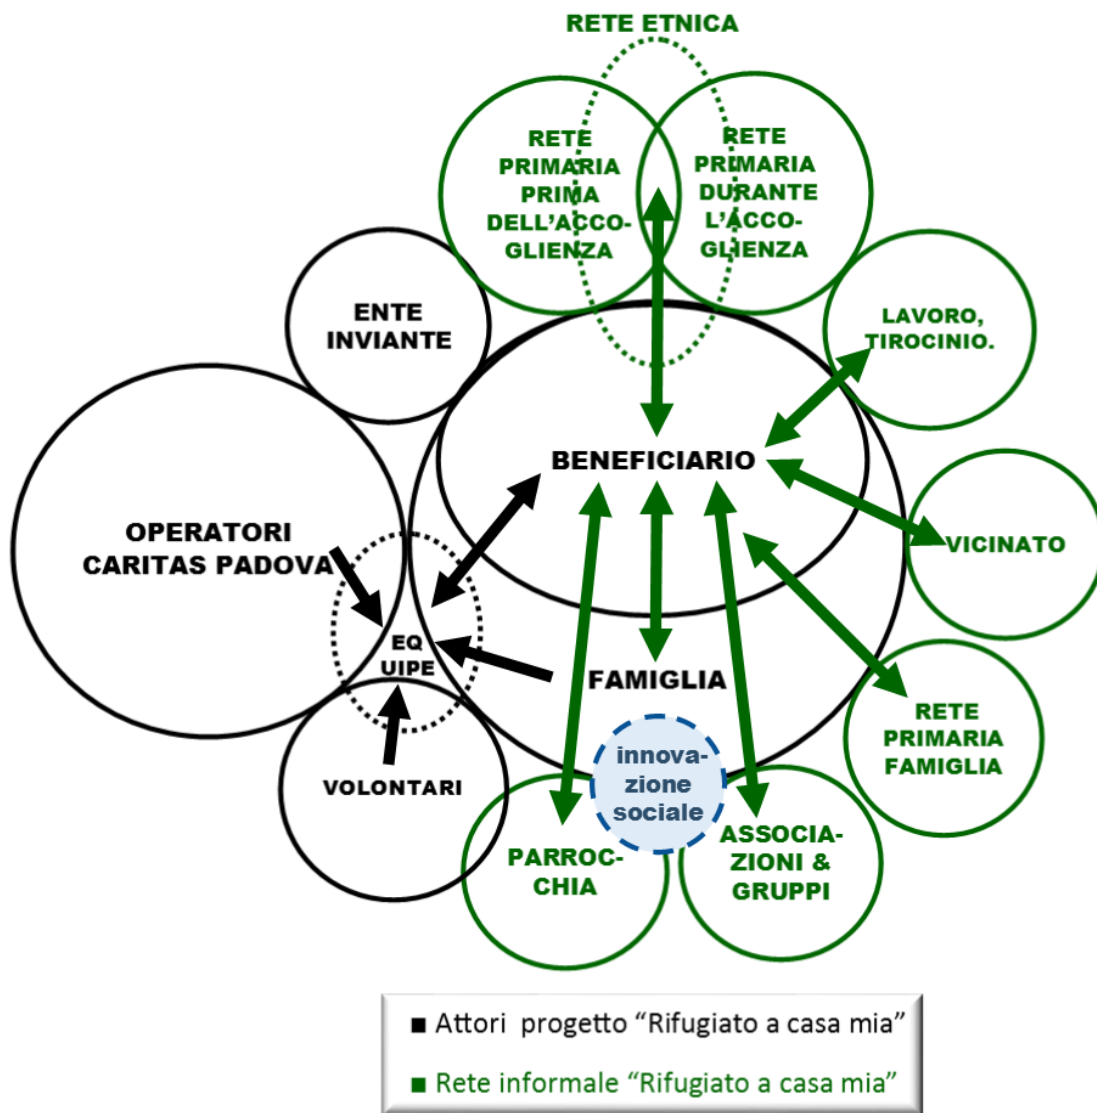 RETE ETNICA
RETE
PRIMARIA
PRIMA
DELL’ACCO-
GLIENZA
RETE
PRIMARIA
DURANTE
L’ACCO-
GLIENZA
ENTE
INVIANTE
LAVORO,
TIROCINIO.
BENEFICIARIO
OPERATORI
CARITAS PADOVA
VICINATO
EQ
UIPE
FAMIGLIA
RETE
PRIMARIA
FAMIGLIA
VOLONTARI
innova-
zione
sociale
PARROC-
CHIA
ASSOCIA-
ZIONI &
GRUPPI
■ Attori progetto “Rifugiato a casa mia”
■ Rete informale “Rifugiato a casa mia”